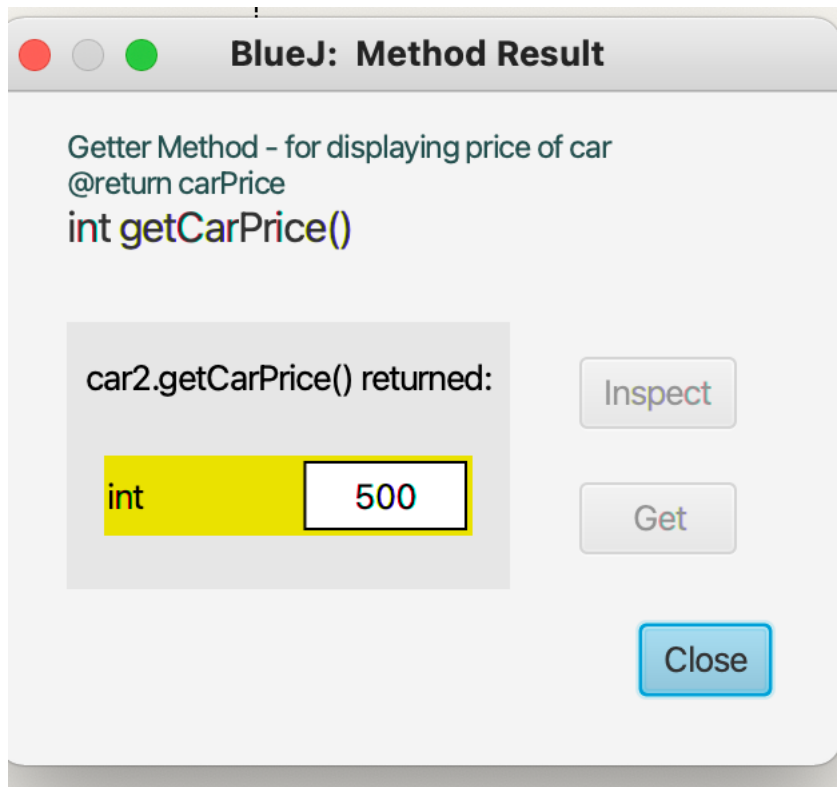 BlueJ:  Method Result
Getter Method - for displaying price of car
@return carPrice
int getCarPrice()
car2.getCarPrice() returned:
Inspect
int 500
Get
Close